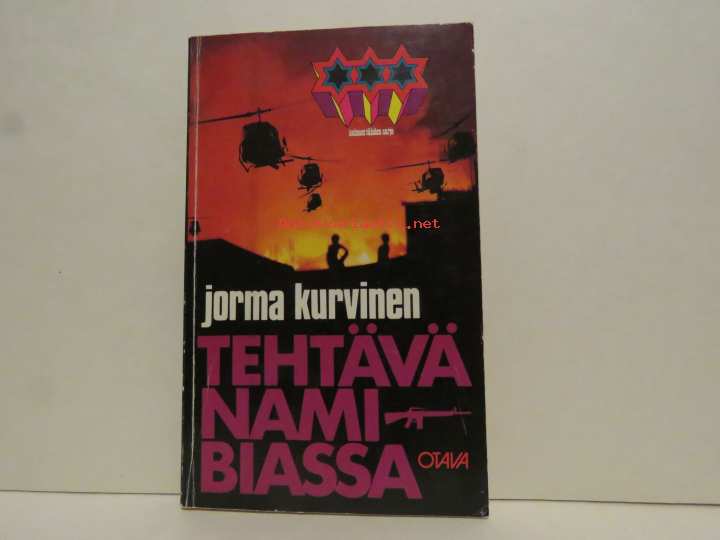 jorma kurvinen
TEHTÄVÄ
NAMI
BIASSA
OTAVA